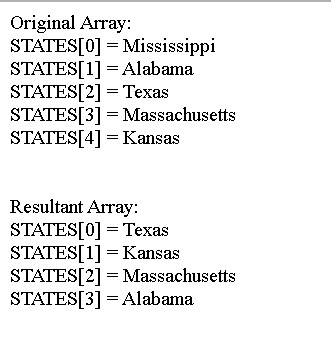 Original Array:
STATES[0] = Mississippi
STATES[1] = Alabama
STATES[2] = Texas
STATES[3] = Massachusetts
STATES[4] = Kansas
Resultant Array:
STATES[0] = Texas
STATES[1] = Kansas
STATES[2] = Massachusetts
STATES[3] = Alabama